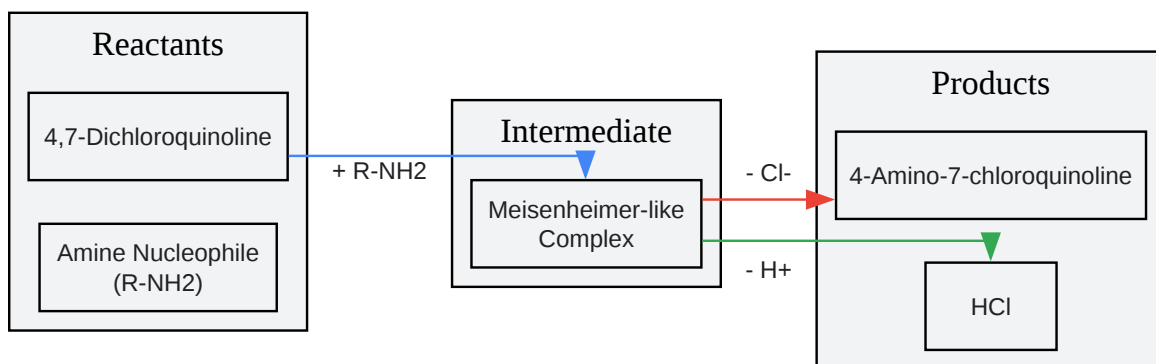 Reactants
4,7-Dichloroquinoline
Amine Nucleophile
(R-NH2)
+ R-NH2
Intermediate
Meisenheimer-like
Complex
- Cl-
- H+
Products
4-Amino-7-chloroquinoline
HCl